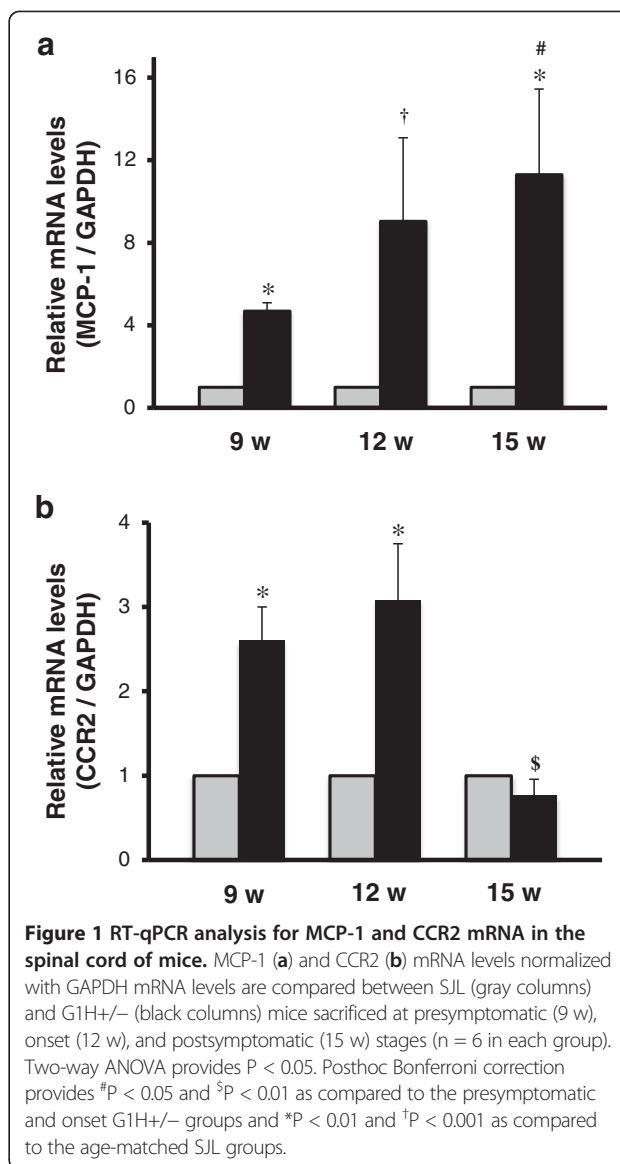 a
Relative mRNA levels
(MCP-1 / GAPDH)
16
12
8
4
0
*
†
#
*
9 w 12 w 15 w
b
Relative mRNA levels
(CCR2 / GAPDH)
4
3
2
1
0
*
*
$
9 w 12 w 15 w
Figure 1 RT-qPCR analysis for MCP-1 and CCR2 mRNA in the
spinal cord of mice. MCP-1 (a) and CCR2 (b) mRNA levels normalized
with GAPDH mRNA levels are compared between SJL (gray columns)
and G1H+/− (black columns) mice sacrificed at presymptomatic (9 w),
onset (12 w), and postsymptomatic (15 w) stages (n = 6 in each group).
Two-way ANOVA provides P < 0.05. Posthoc Bonferroni correction
provides #P < 0.05 and $P < 0.01 as compared to the presymptomatic
and onset G1H+/− groups and *P < 0.01 and †P < 0.001 as compared
to the age-matched SJL groups.